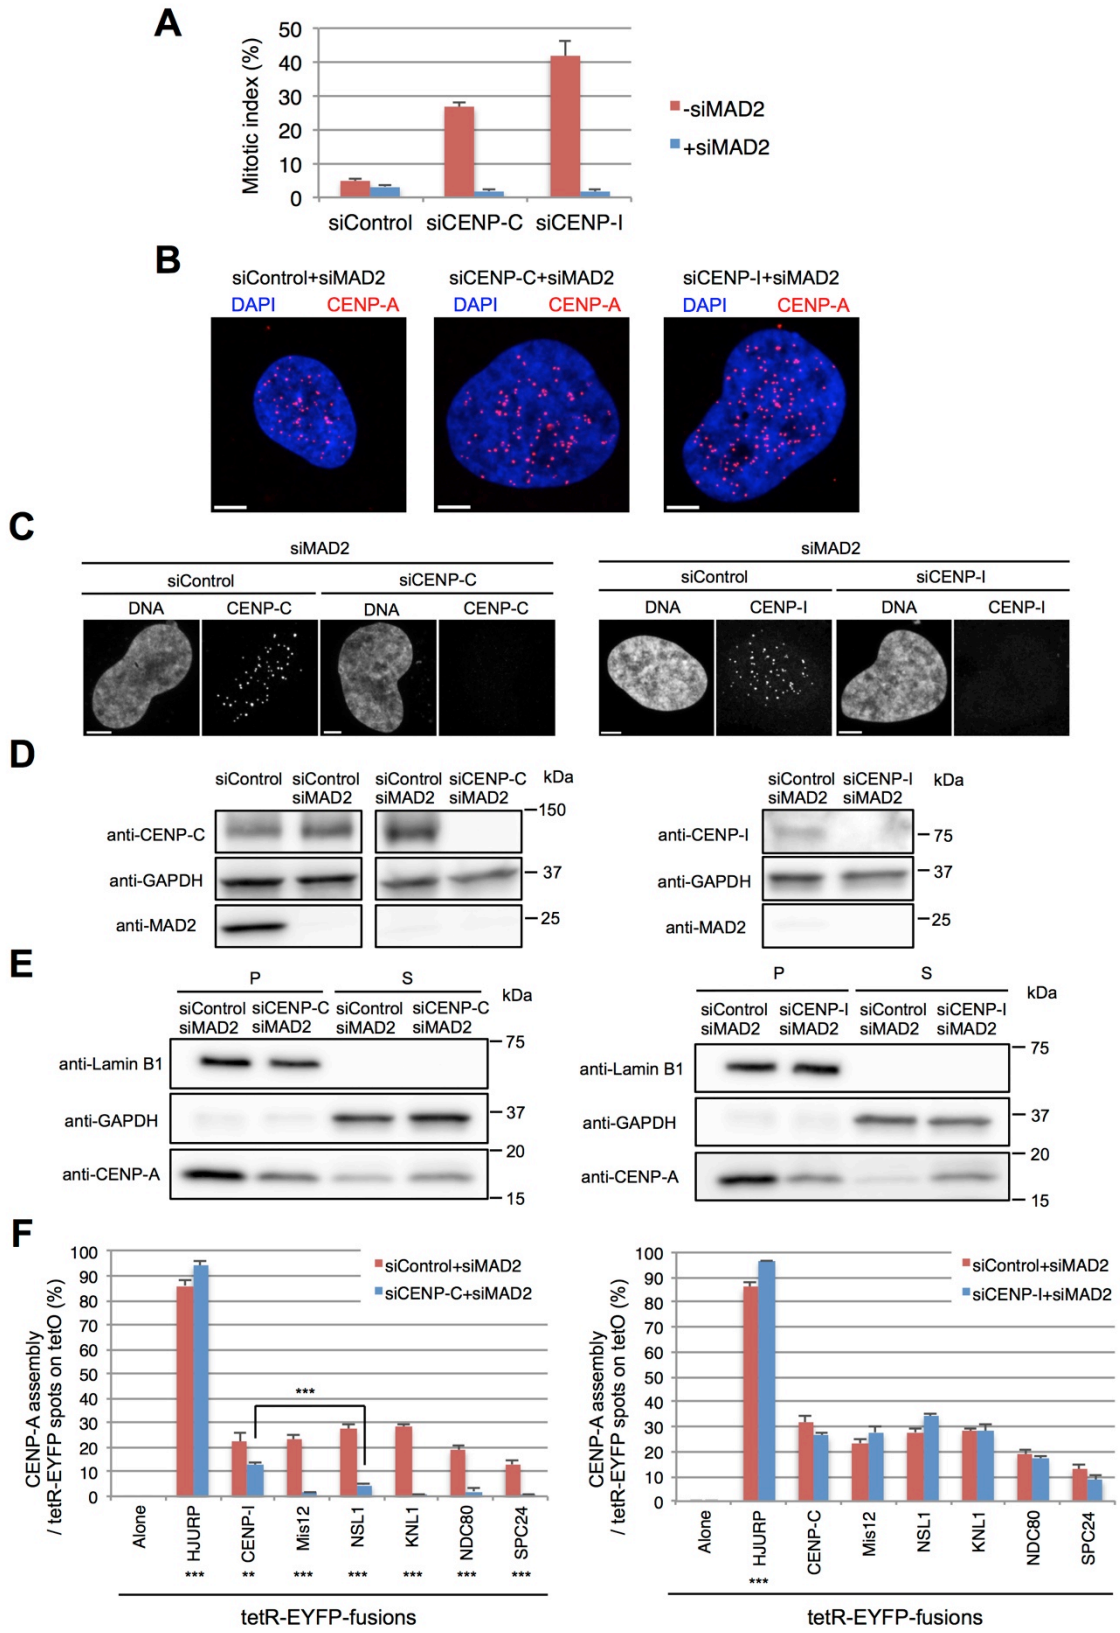 A
50
40
30
20
10
0
Mitotic index (%)
siControl siCENP-C siCENP-I
-siMAD2
+siMAD2
B
siControl+siMAD2 siCENP-C+siMAD2 siCENP-I+siMAD2
DAPI CENP-A DAPI CENP-A DAPI CENP-A
C
siMAD2 siMAD2
siControl siCENP-C siControl siCENP-I
DNA CENP-C DNA CENP-C DNA CENP-I DNA CENP-I
D
siControl siControl siControl siCENP-C kDa siControl siCENP-I kDa
siMAD2 siMAD2 siMAD2 siMAD2 siMAD2
150
anti-CENP-C anti-CENP-I 75
anti-GAPDH 37 anti-GAPDH 37
anti-MAD2 25 anti-MAD2 25
E
P S P S
siControl siCENP-C siControl siCENP-C kDa siControl siCENP-I siControl siCENP-I kDa
siMAD2 siMAD2 siMAD2 siMAD2 siMAD2 siMAD2 siMAD2 siMAD2
75 75
anti-Lamin B1 anti-Lamin B1
anti-GAPDH 37 anti-GAPDH 37
20 20
anti-CENP-A anti-CENP-A
15 15
F
CENP-A assembly
/ tetR-EYFP spots on tetO (%)
100
90
80
70
60
50
40
30
20
10
0
siControl+siMAD2
siCENP-C+siMAD2
***
Alone HJURP CENP-I Mis12 NSL1 KNL1 NDC80 SPC24
*** ** *** *** *** *** ***
tetR-EYFP-fusions
CENP-A assembly
/ tetR-EYFP spots on tetO (%)
100
90
80
70
60
50
40
30
20
10
0
siControl+siMAD2
siCENP-I+siMAD2
Alone HJURP CENP-C Mis12 NSL1 KNL1 NDC80 SPC24
***
tetR-EYFP-fusions